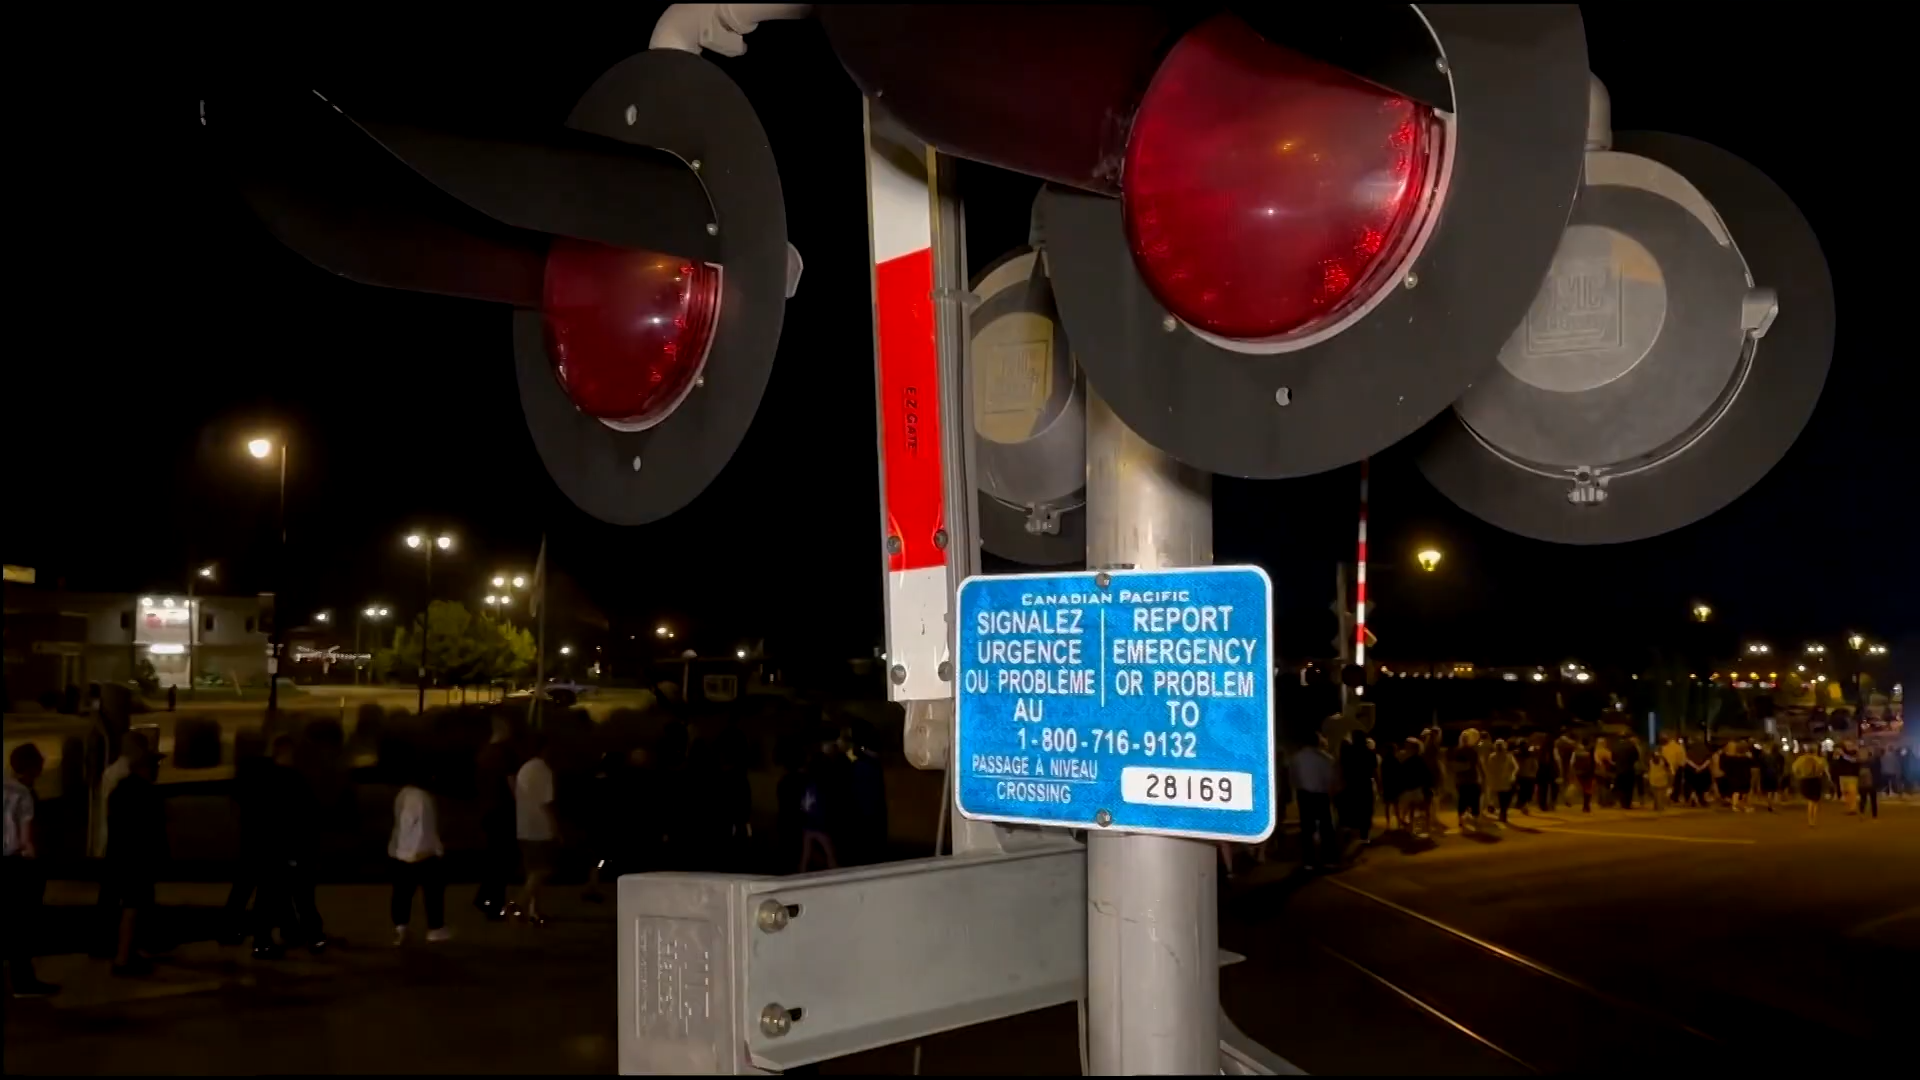 E Z GATE
CANADIAN PACIFIC
SIGNALEZ
URGENCE
OU PROBLÈME
AU
REPORT
EMERGENCY
OR PROBLEM
TO
1-800-716-9132
PASSAGE À NIVEAU
CROSSING
28169